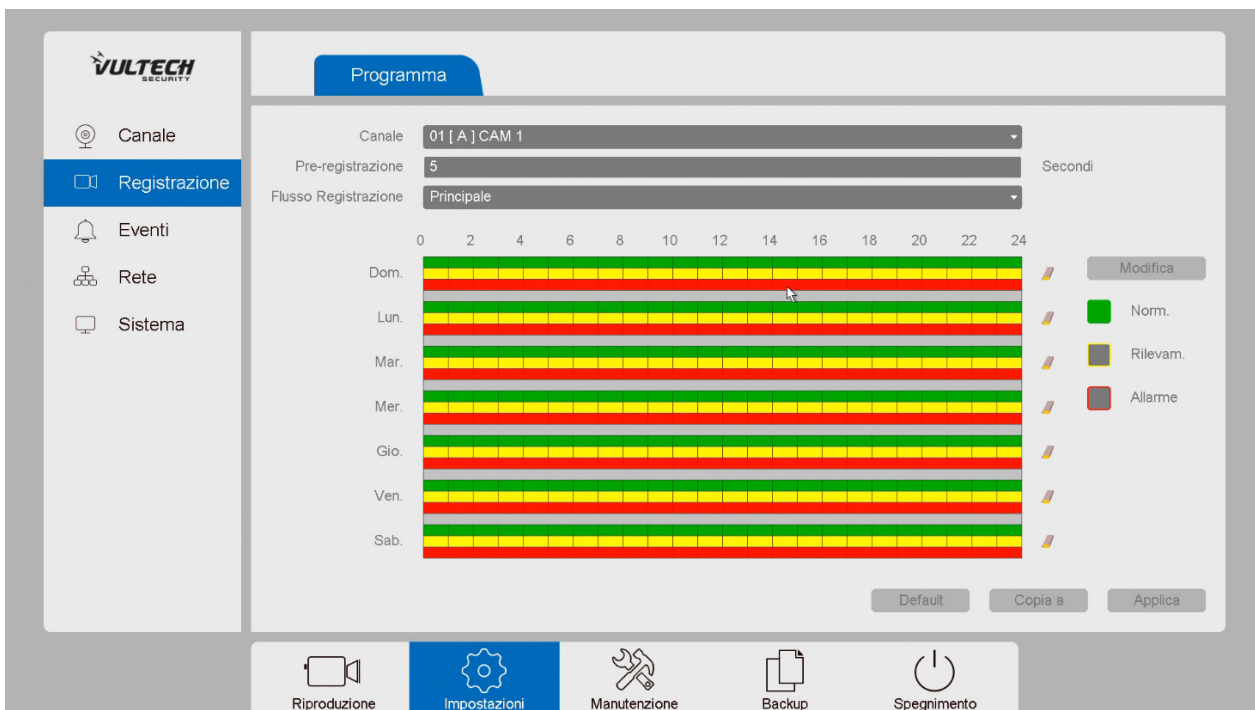 VULTECH
SECURITY
Programma
Canale
Registrazione
Eventi
Rete
Sistema
Canale 01 [ A ] CAM 1
Pre-registrazione 5 Secondi
Flusso Registrazione Principale
0 2 4 6 8 10 12 14 16 18 20 22 24
Dom. Modifica
Lun. Norm.
Mar. Rilevam.
Mer. Allarme
Gio.
Ven.
Sab.
Default Copia a Applica
Riproduzione Impostazioni Manutenzione Backup Spegnimento